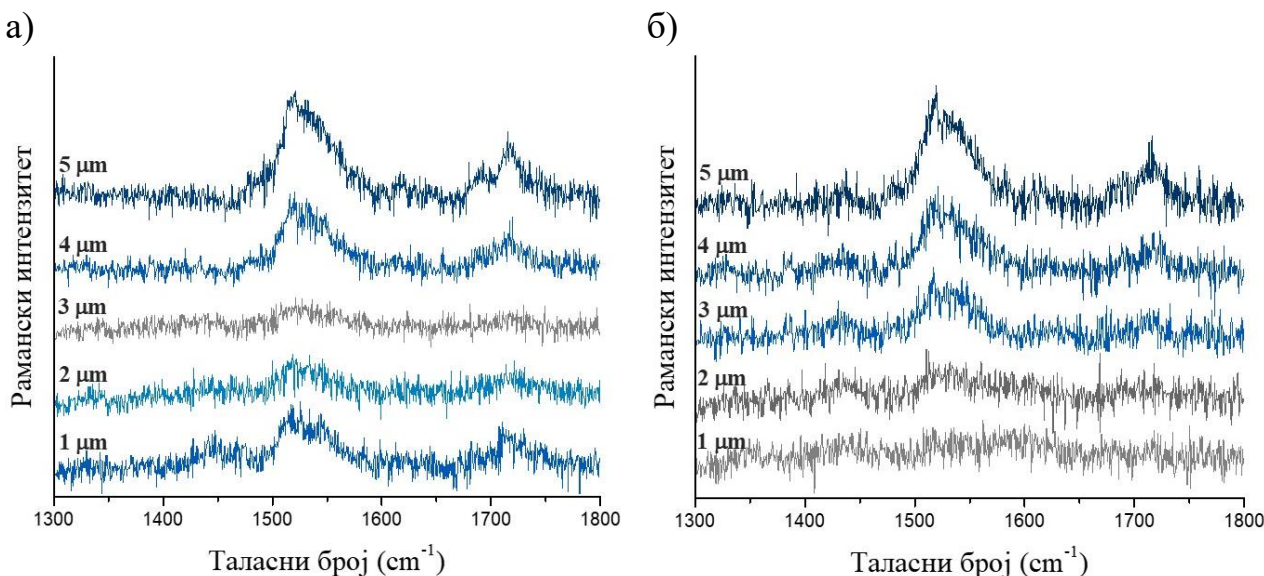 а)
Рамански интензитет
5 μm
4 μm
3 μm
2 μm
1 μm
1300 1400 1500 1600 1700 1800
Таласни број (cm⁻¹)
б)
Рамански интензитет
5 μm
4 μm
3 μm
2 μm
1 μm
1300 1400 1500 1600 1700 1800
Таласни број (cm⁻¹)